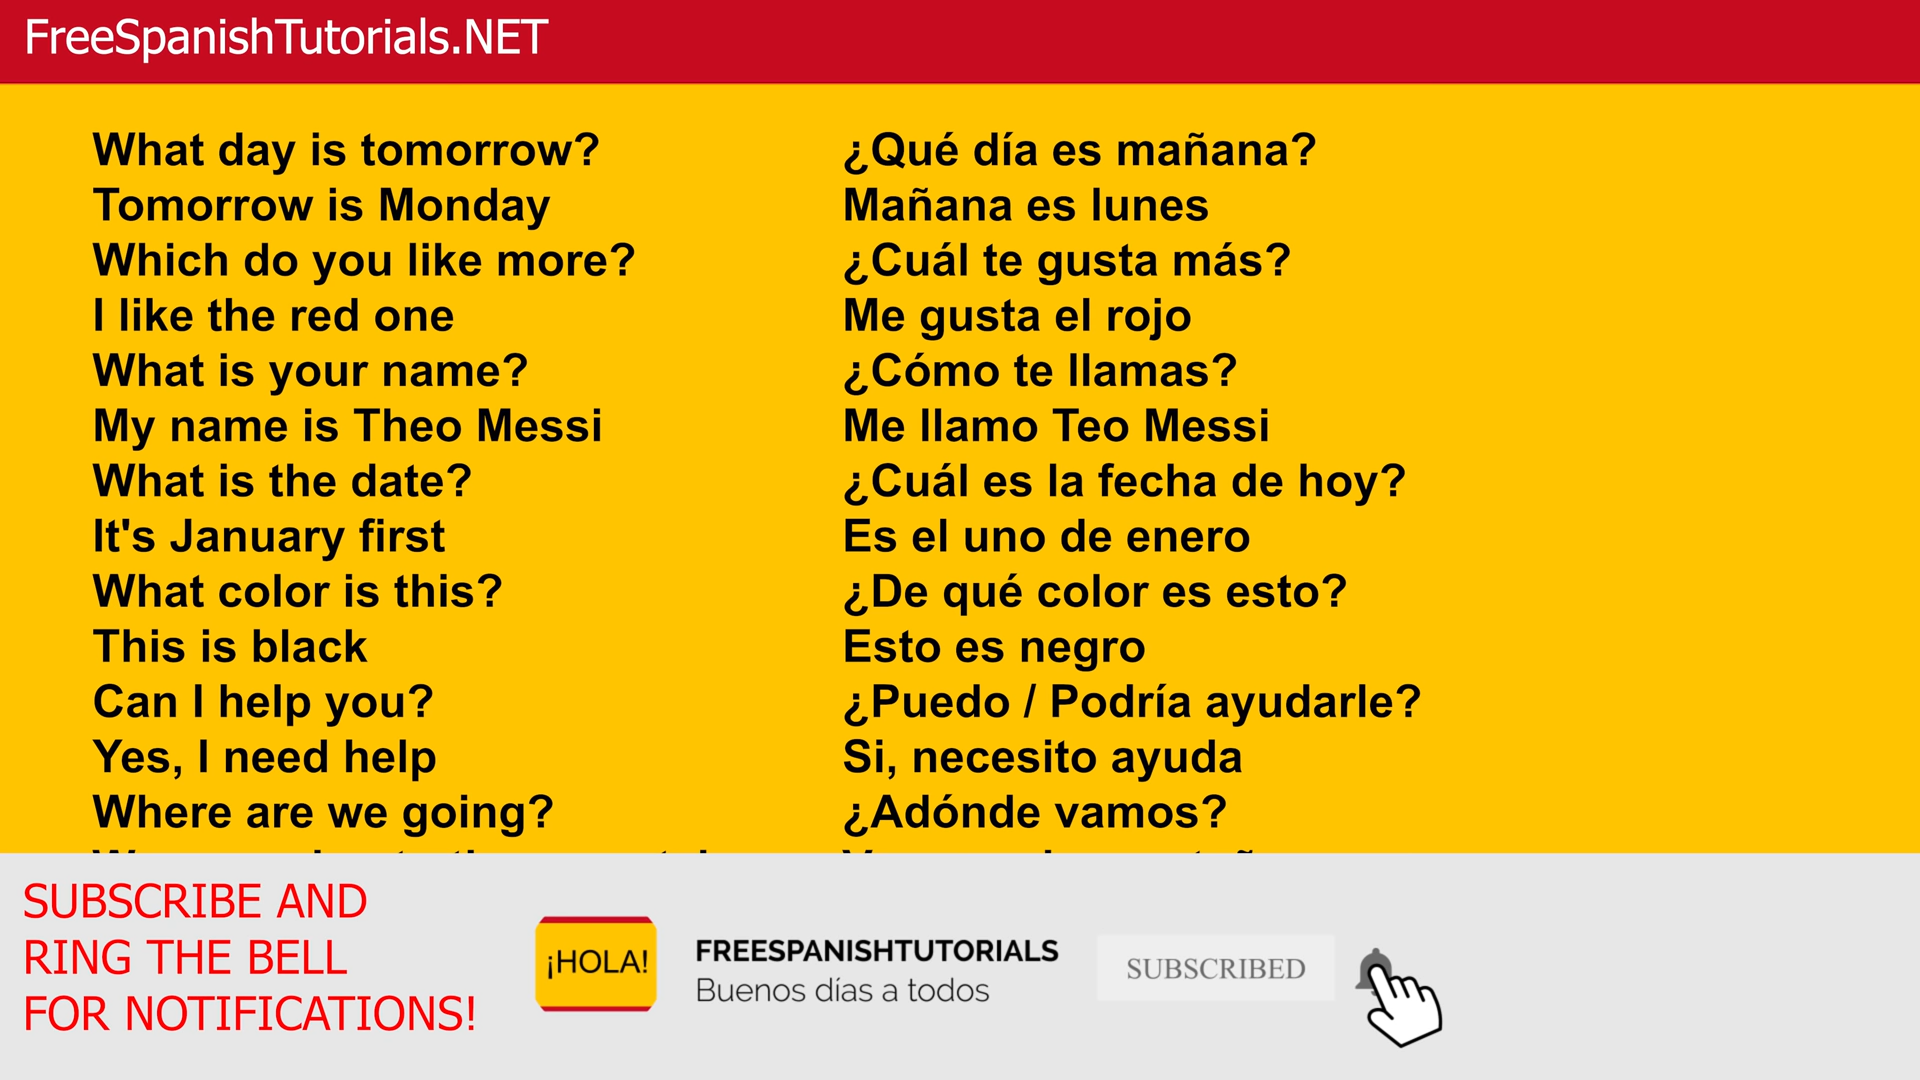 FreeSpanishTutorials.NET
What day is tomorrow? ¿Qué día es mañana?
Tomorrow is Monday Mañana es lunes
Which do you like more? ¿Cuál te gusta más?
I like the red one Me gusta el rojo
What is your name? ¿Cómo te llamas?
My name is Theo Messi Me llamo Teo Messi
What is the date? ¿Cuál es la fecha de hoy?
It's January first Es el uno de enero
What color is this? ¿De qué color es esto?
This is black Esto es negro
Can I help you? ¿Puedo / Podría ayudarle?
Yes, I need help Si, necesito ayuda
Where are we going? ¿Adónde vamos?
SUBSCRIBE AND
RING THE BELL
FOR NOTIFICATIONS!
¡HOLA!
FREESPANISHTUTORIALS
Buenos días a todos
SUBSCRIBED